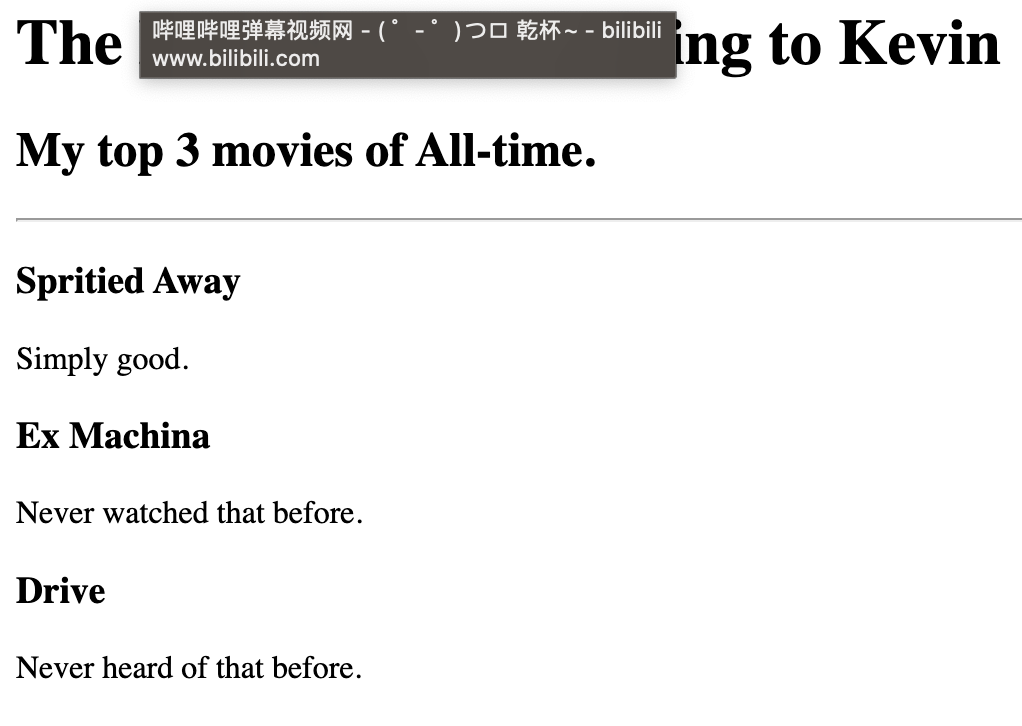 The ing to Kevin
哔哩哔哩弹幕视频网 - ( ゜- ゜)つロ 乾杯~ - bilibili
www.bilibili.com
My top 3 movies of All-time.
Spritied Away
Simply good.
Ex Machina
Never watched that before.
Drive
Never heard of that before.